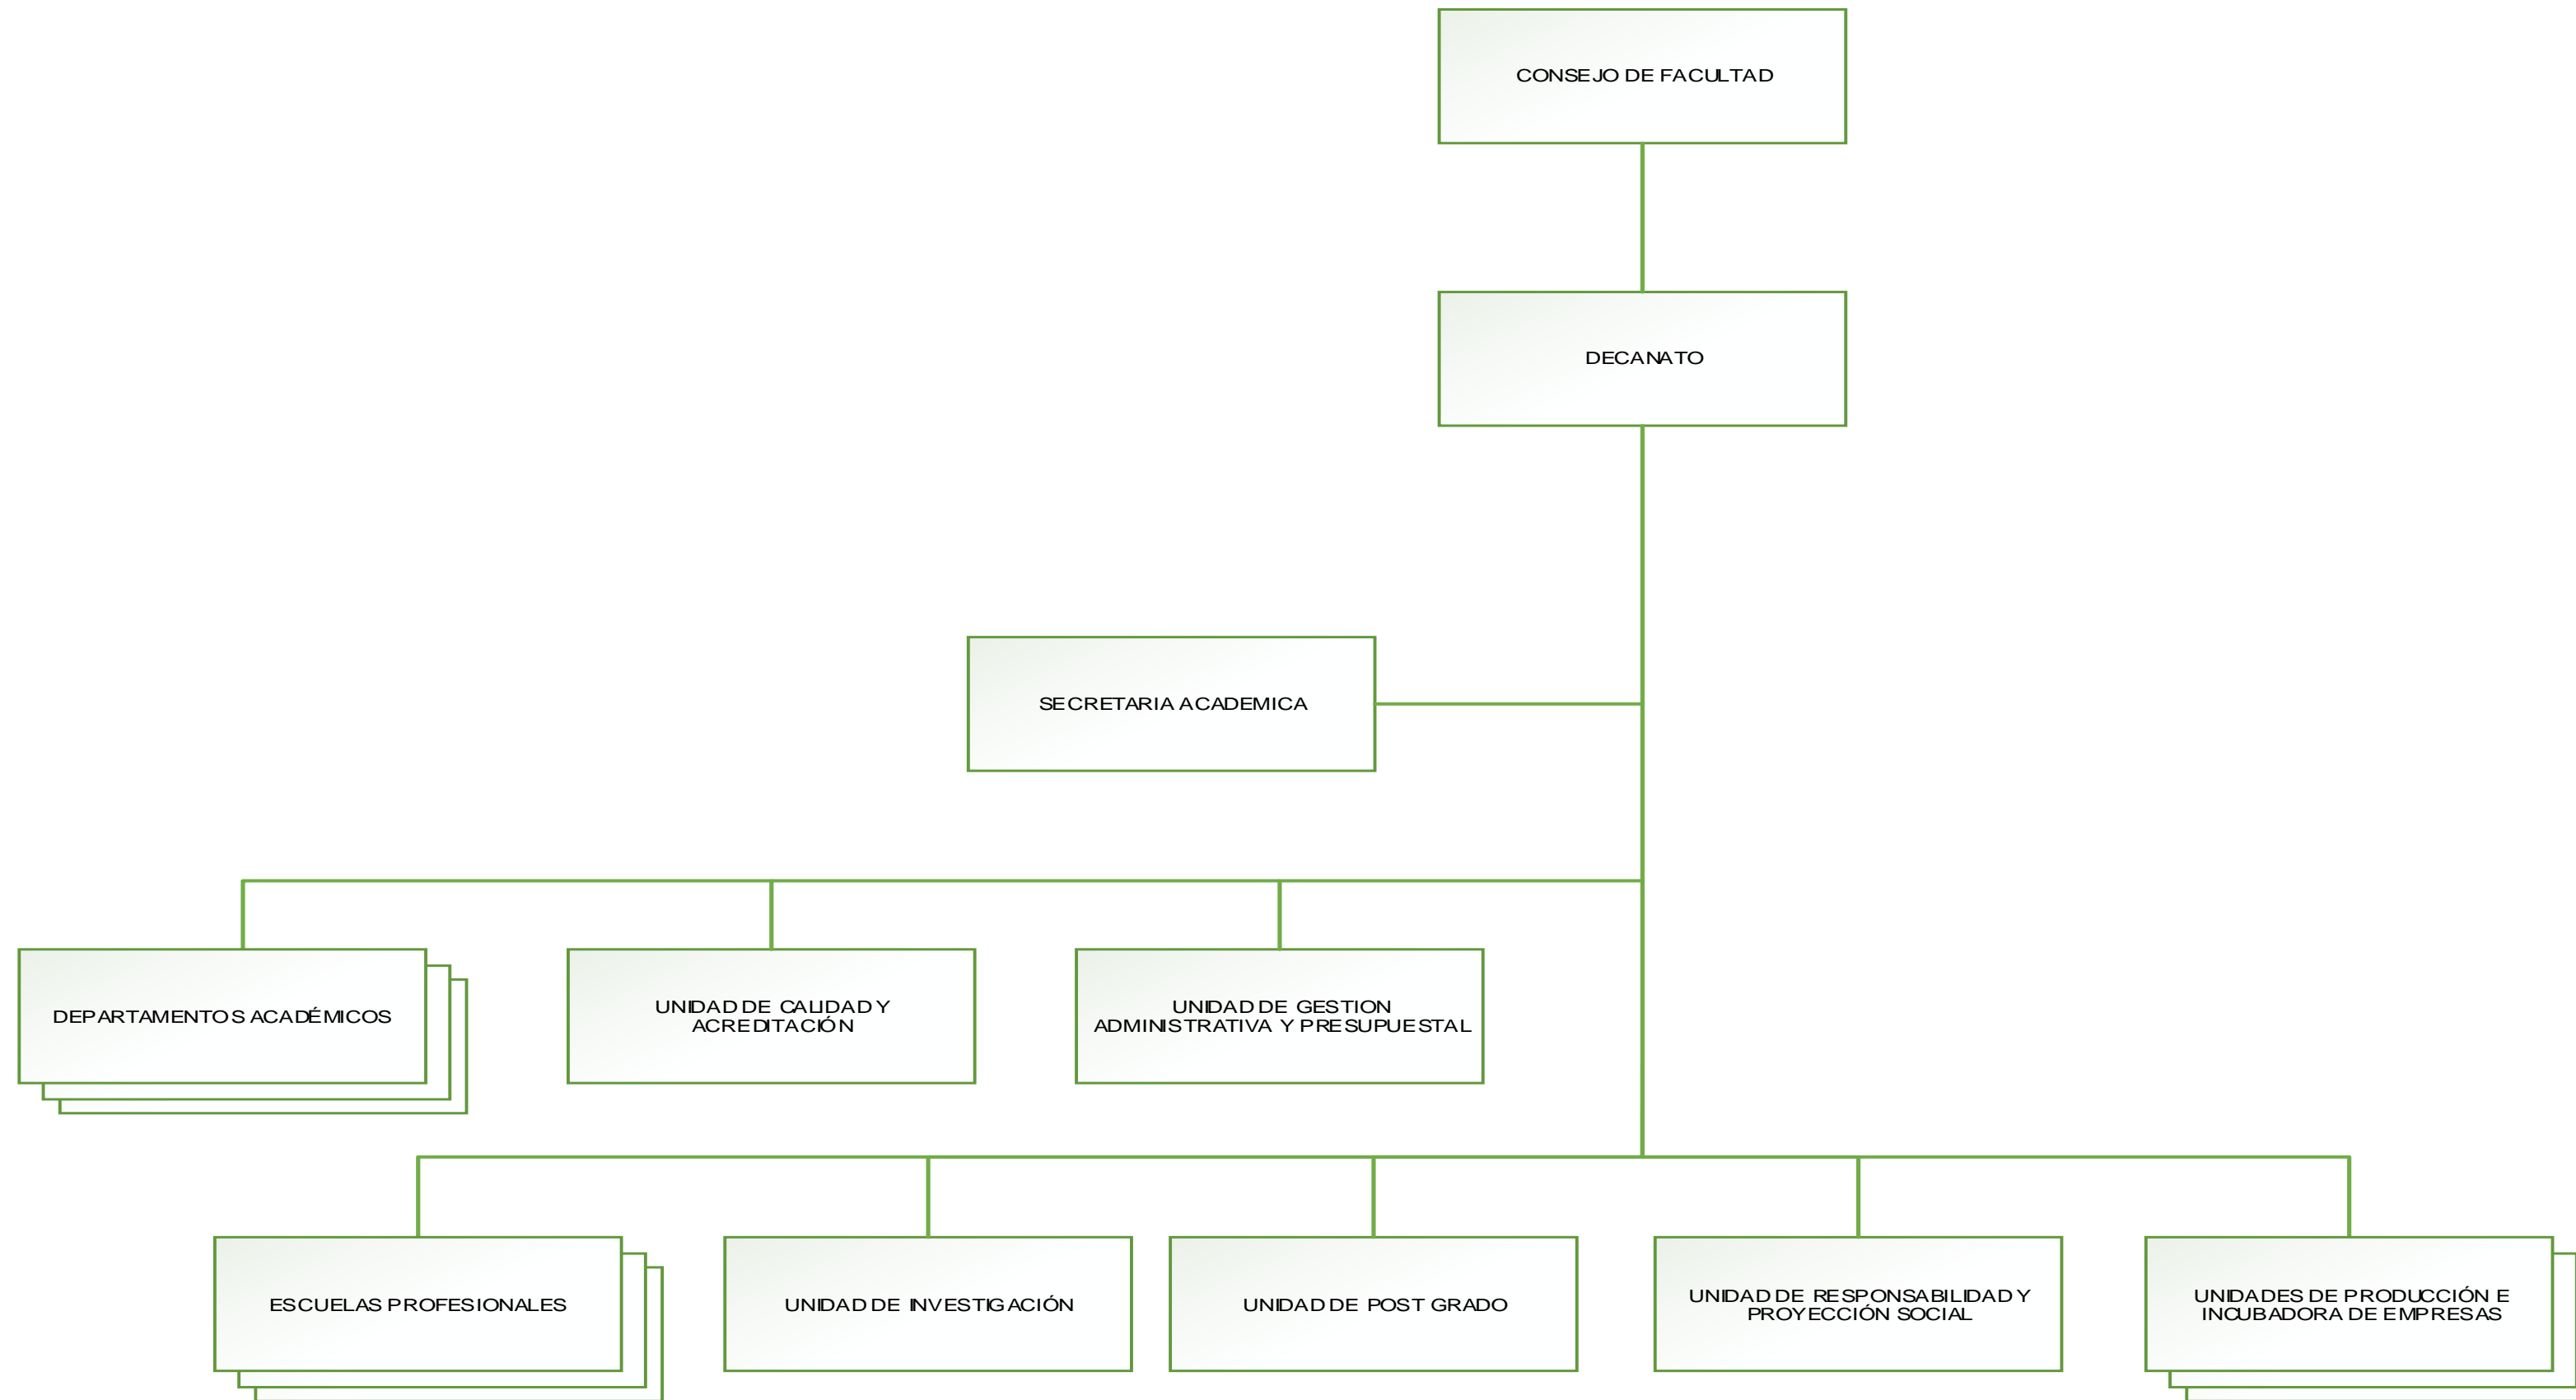 CONSEJO DE FACULTAD
DECANATO
SECRETARIA ACADEMICA
DEPARTAMENTOS ACADÉMICOS
UNIDAD DE CALIDAD Y
ACREDITACIÓN
UNIDAD DE GESTION
ADMINISTRATIVA Y PRESUPUESTAL
ESCUELAS PROFESIONALES
UNIDAD DE INVESTIGACIÓN
UNIDAD DE POST GRADO
UNIDAD DE RESPONSABILIDAD Y
PROYECCIÓN SOCIAL
UNIDADES DE PRODUCCIÓN E
INCUBADORA DE EMPRESAS